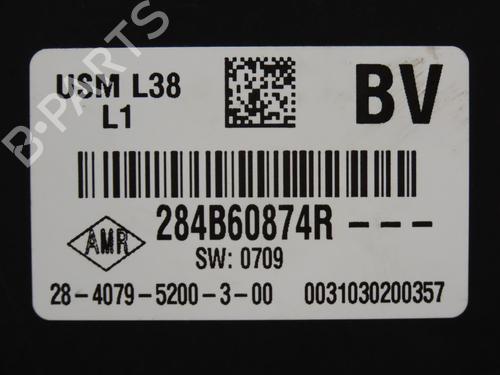 B-PARTS
USM L38
L1
BV
284B60874R---
AMR
SW: 0709
28-4079-5200-3-00 0031030200357